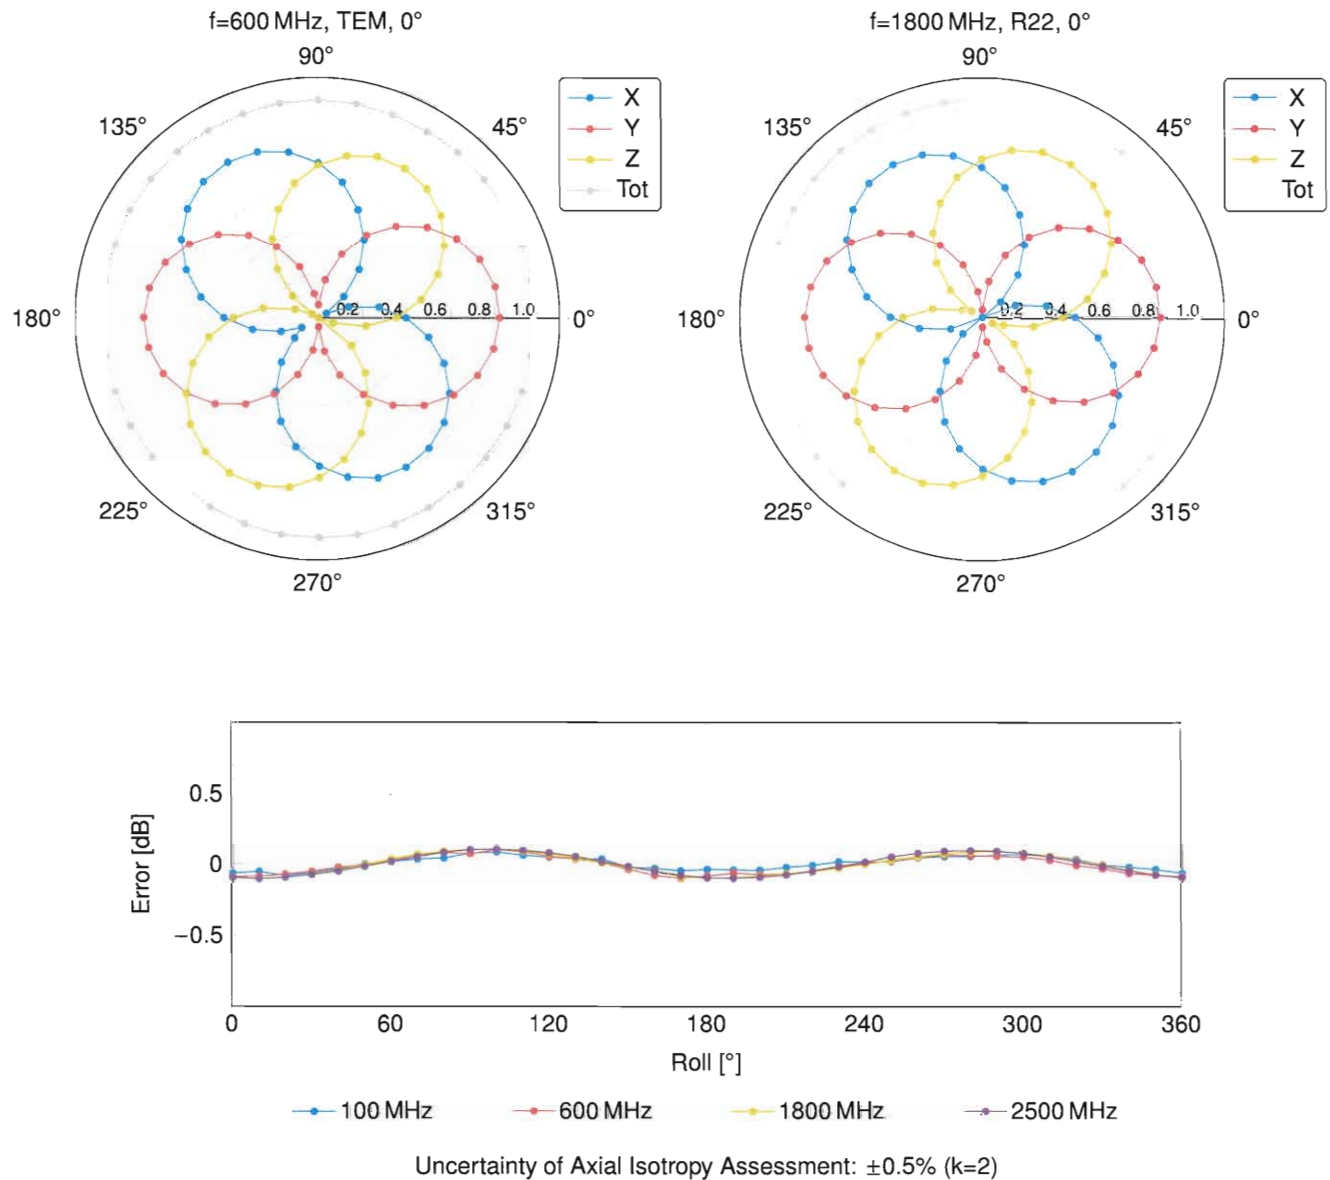 f=600 MHz, TEM, 0°
90°
135°
45°
180°
0.2 0.4 0.6 0.8 1.0
0°
225°
315°
270°
X
Y
Z
Tot
f=1800 MHz, R22, 0°
90°
135°
45°
180°
0.2 0.4 0.6 0.8 1.0
0°
225°
315°
270°
X
Y
Z
Tot
Error [dB]
0.5
0
−0.5
0 60 120 180 240 300 360
Roll [°]
100 MHz 600 MHz 1800 MHz 2500 MHz
Uncertainty of Axial Isotropy Assessment: ±0.5% (k=2)